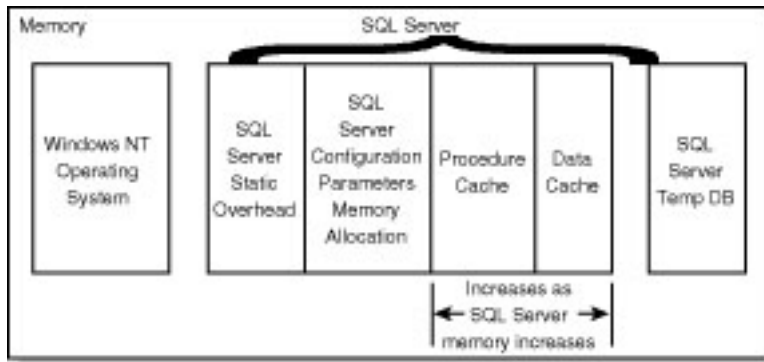 Memory
SQL Server
Windows NT
Operating
System
SQL
Server
Static
Overhead
SQL
Server
Configuration
Parameters
Memory
Allocation
Procedure
Cache
Data
Cache
SQL
Server
Temp DB
Increases as
SQL Server
memory increases